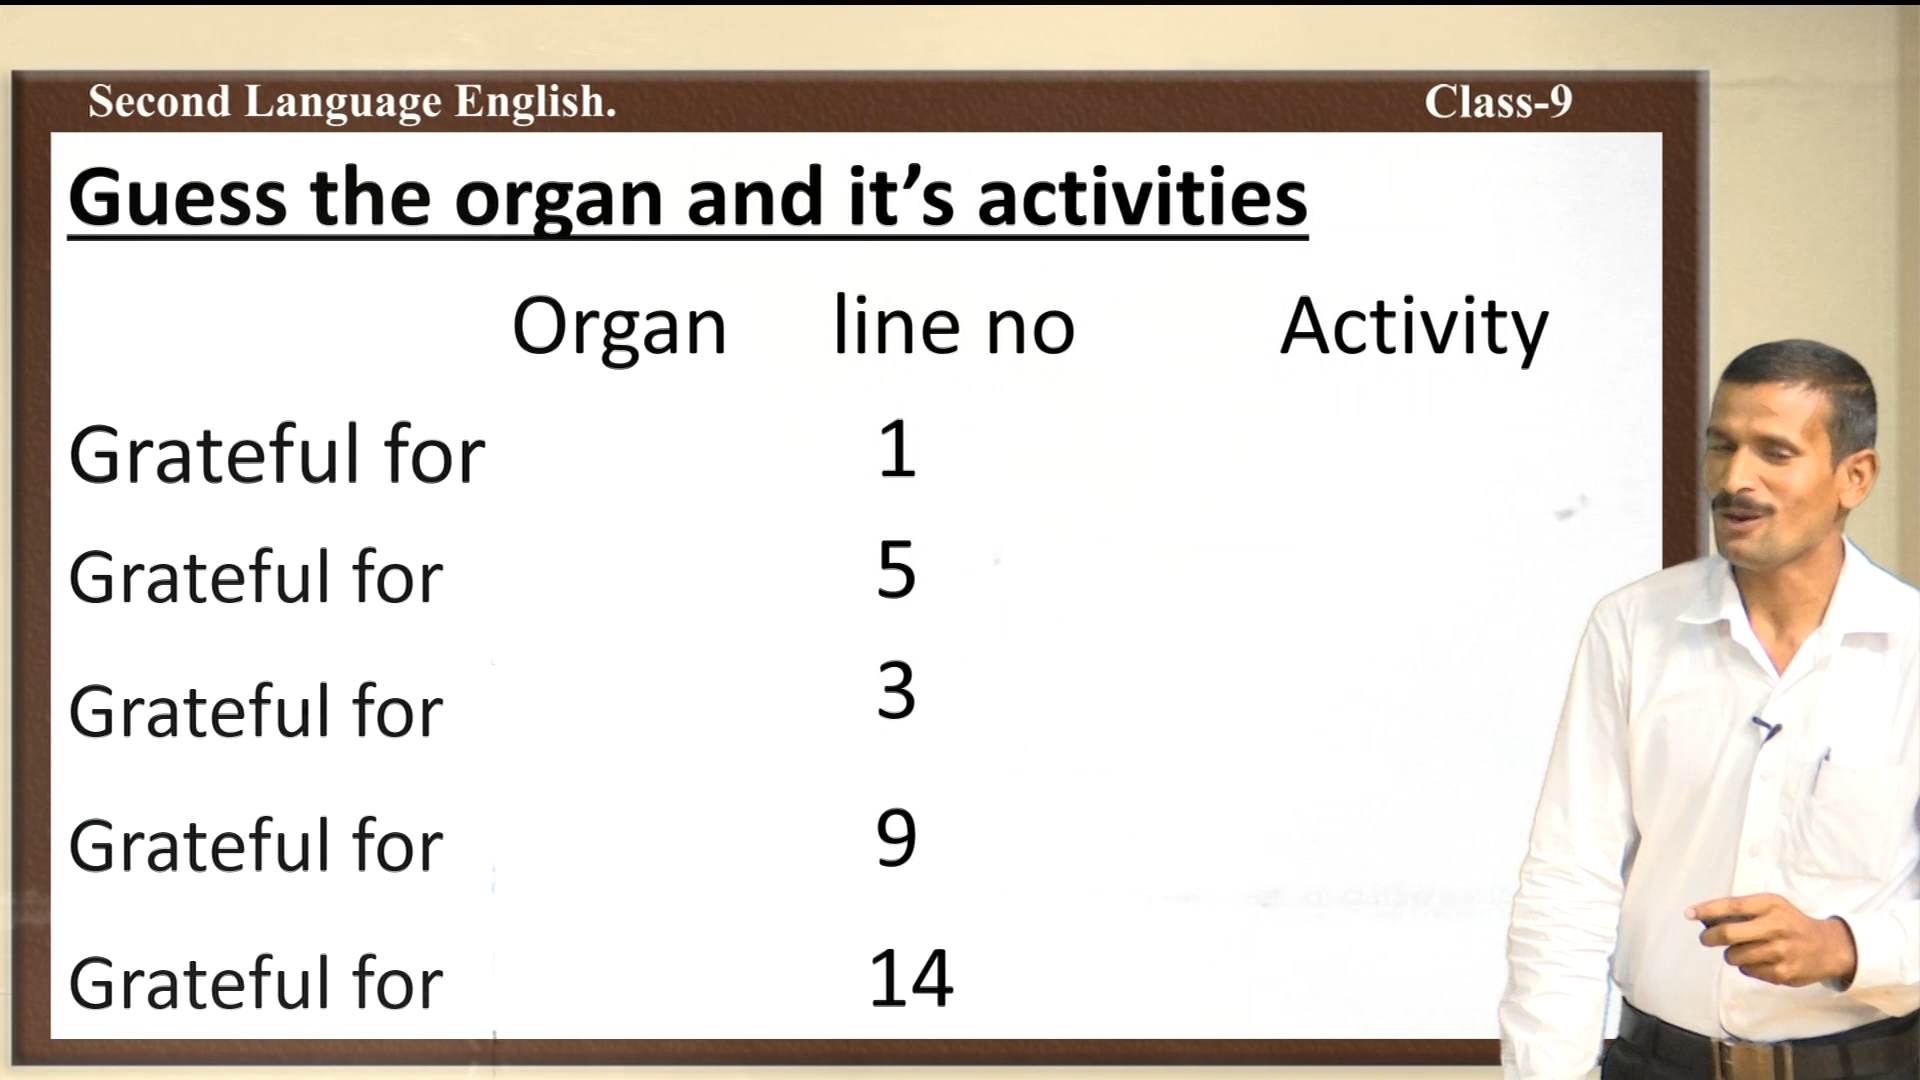 Second Language English. Class-9
Guess the organ and it’s activities
Organ line no Activity
Grateful for 1
Grateful for 5
Grateful for 3
Grateful for 9
Grateful for 14